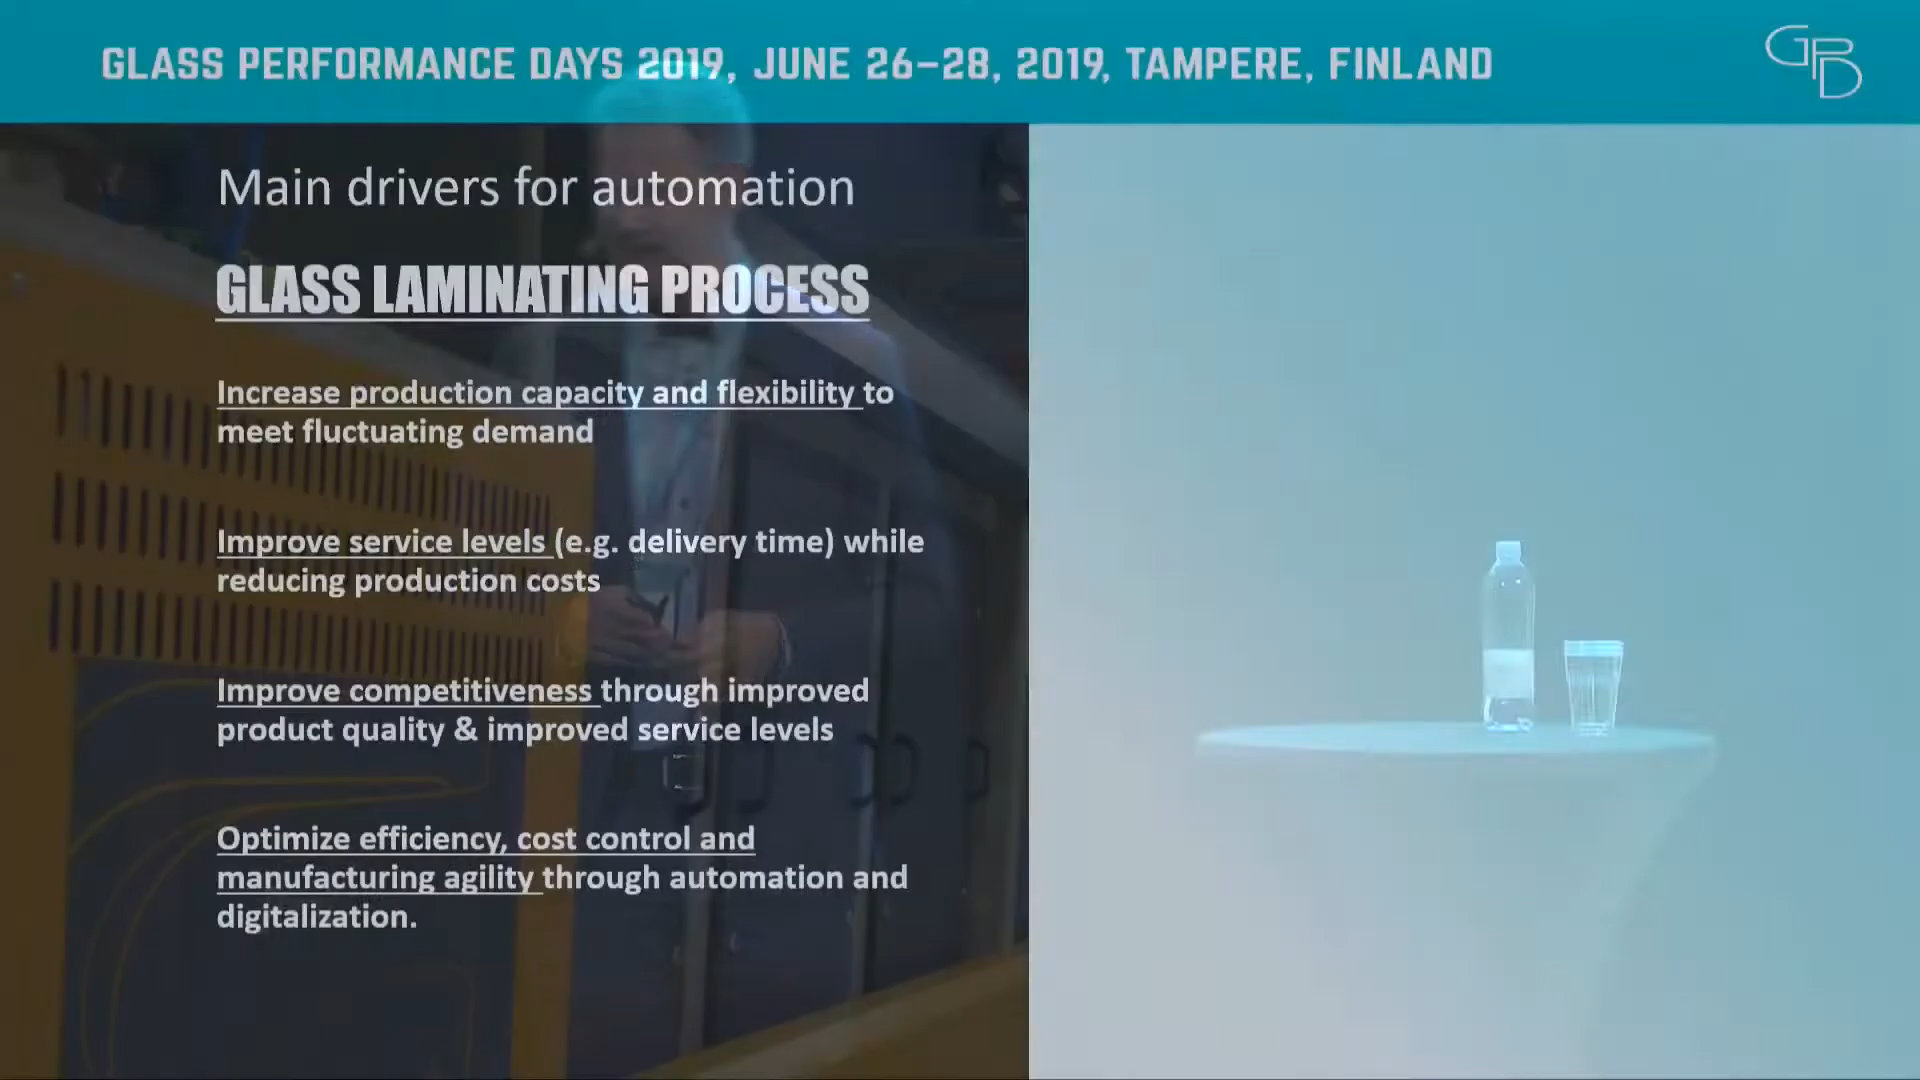 GLASS PERFORMANCE DAYS 2019, JUNE 26–28, 2019, TAMPERE, FINLAND
GPD
Main drivers for automation
GLASS LAMINATING PROCESS
Increase production capacity and flexibility to
meet fluctuating demand
Improve service levels (e.g. delivery time) while
reducing production costs
Improve competitiveness through improved
product quality & improved service levels
Optimize efficiency, cost control and
manufacturing agility through automation and
digitalization.